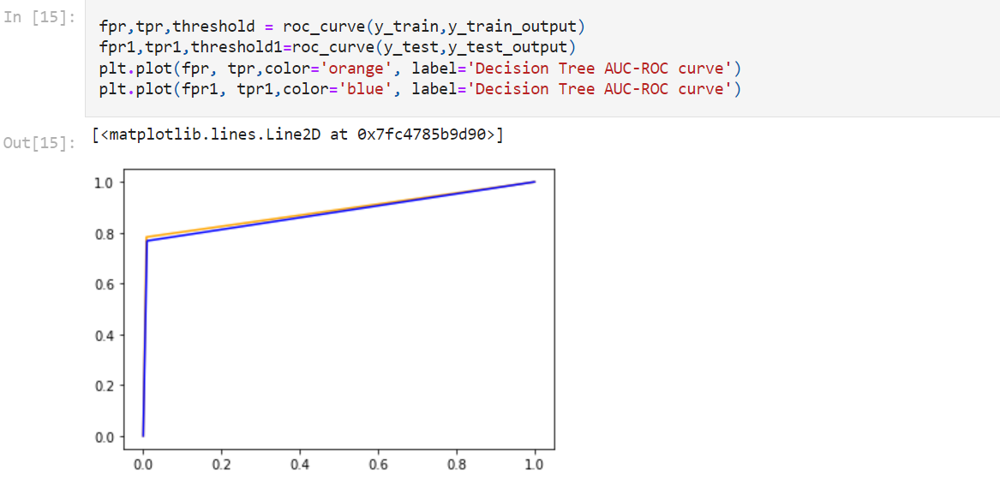 In [15]:
fpr,tpr,threshold = roc_curve(y_train,y_train_output)
fpr1,tpr1,threshold1=roc_curve(y_test,y_test_output)
plt.plot(fpr, tpr,color='orange', label='Decision Tree AUC-ROC curve')
plt.plot(fpr1, tpr1,color='blue', label='Decision Tree AUC-ROC curve')
Out[15]:
[<matplotlib.lines.Line2D at 0x7fc4785b9d90>]
1.0
0.8
0.6
0.4
0.2
0.0
0.0 0.2 0.4 0.6 0.8 1.0